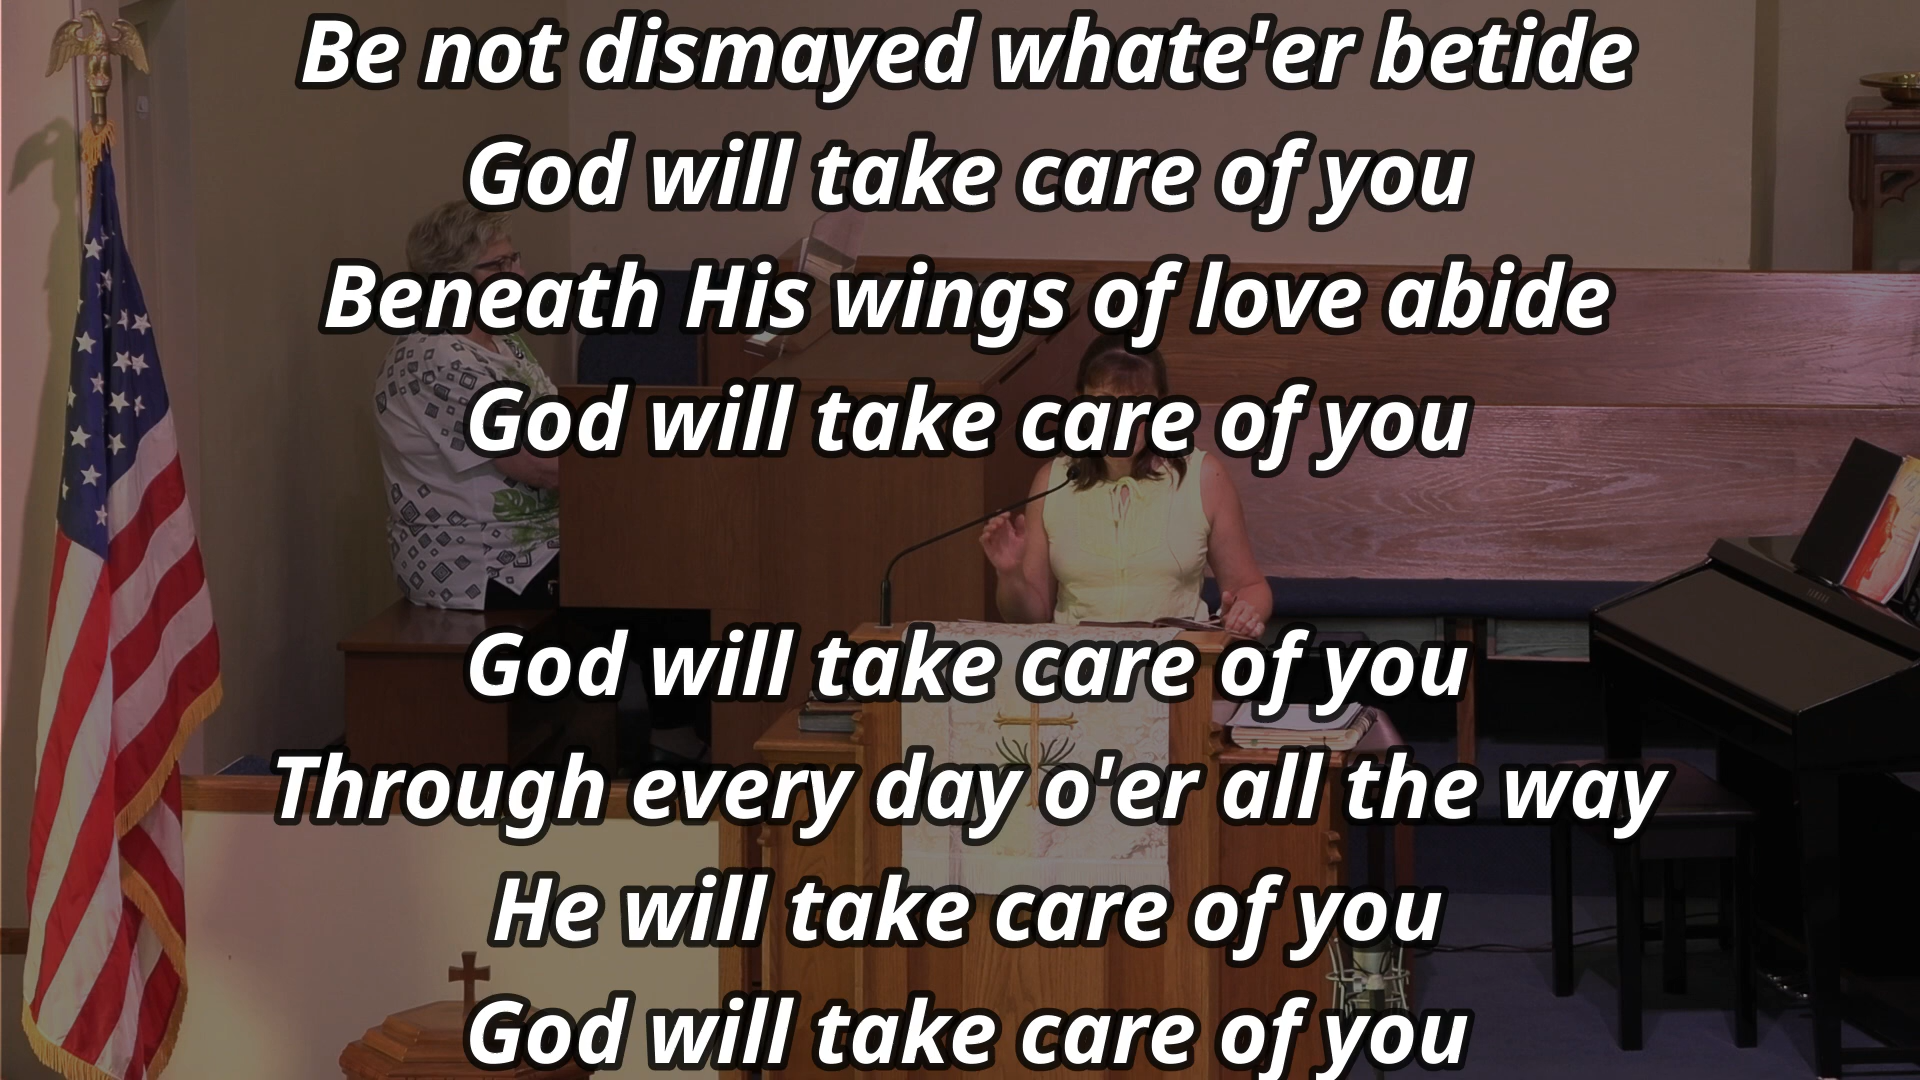 Be not dismayed whate'er betide
God will take care of you
Beneath His wings of love abide
God will take care of you
God will take care of you
Through every day o'er all the way
He will take care of you
God will take care of you